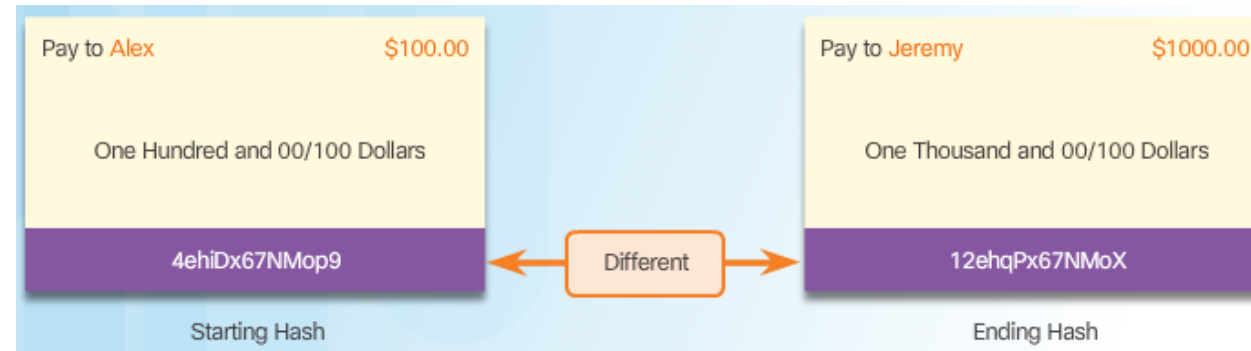 Pay to Alex $100.00
One Hundred and 00/100 Dollars
4ehiDx67NMop9
Starting Hash
Different
Pay to Jeremy $1000.00
One Thousand and 00/100 Dollars
12ehqPx67NMoX
Ending Hash